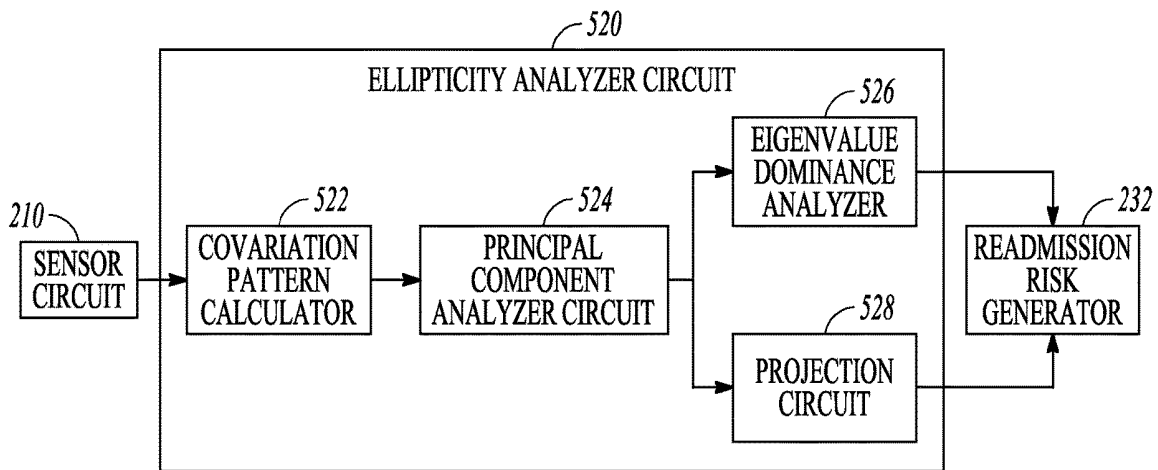 520
ELLIPTICITY ANALYZER CIRCUIT
526
EIGENVALUE
DOMINANCE
ANALYZER
210
SENSOR
CIRCUIT
522
COVARIATION
PATTERN
CALCULATOR
524
PRINCIPAL
COMPONENT
ANALYZER CIRCUIT
232
READMISSION
RISK
GENERATOR
528
PROJECTION
CIRCUIT